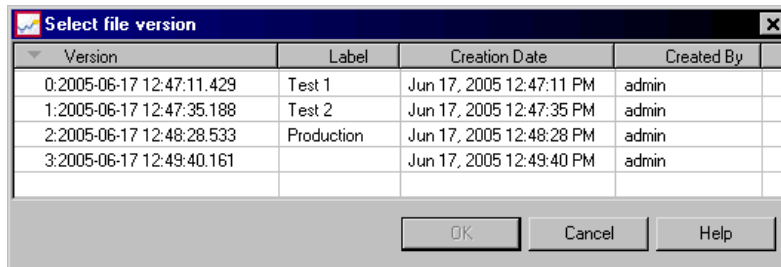 Select file version
Version Label Creation Date Created By
0:2005-06-17 12:47:11.429 Test 1 Jun 17, 2005 12:47:11 PM admin
1:2005-06-17 12:47:35.188 Test 2 Jun 17, 2005 12:47:35 PM admin
2:2005-06-17 12:48:28.533 Production Jun 17, 2005 12:48:28 PM admin
3:2005-06-17 12:49:40.161 Jun 17, 2005 12:49:40 PM admin
OK Cancel Help